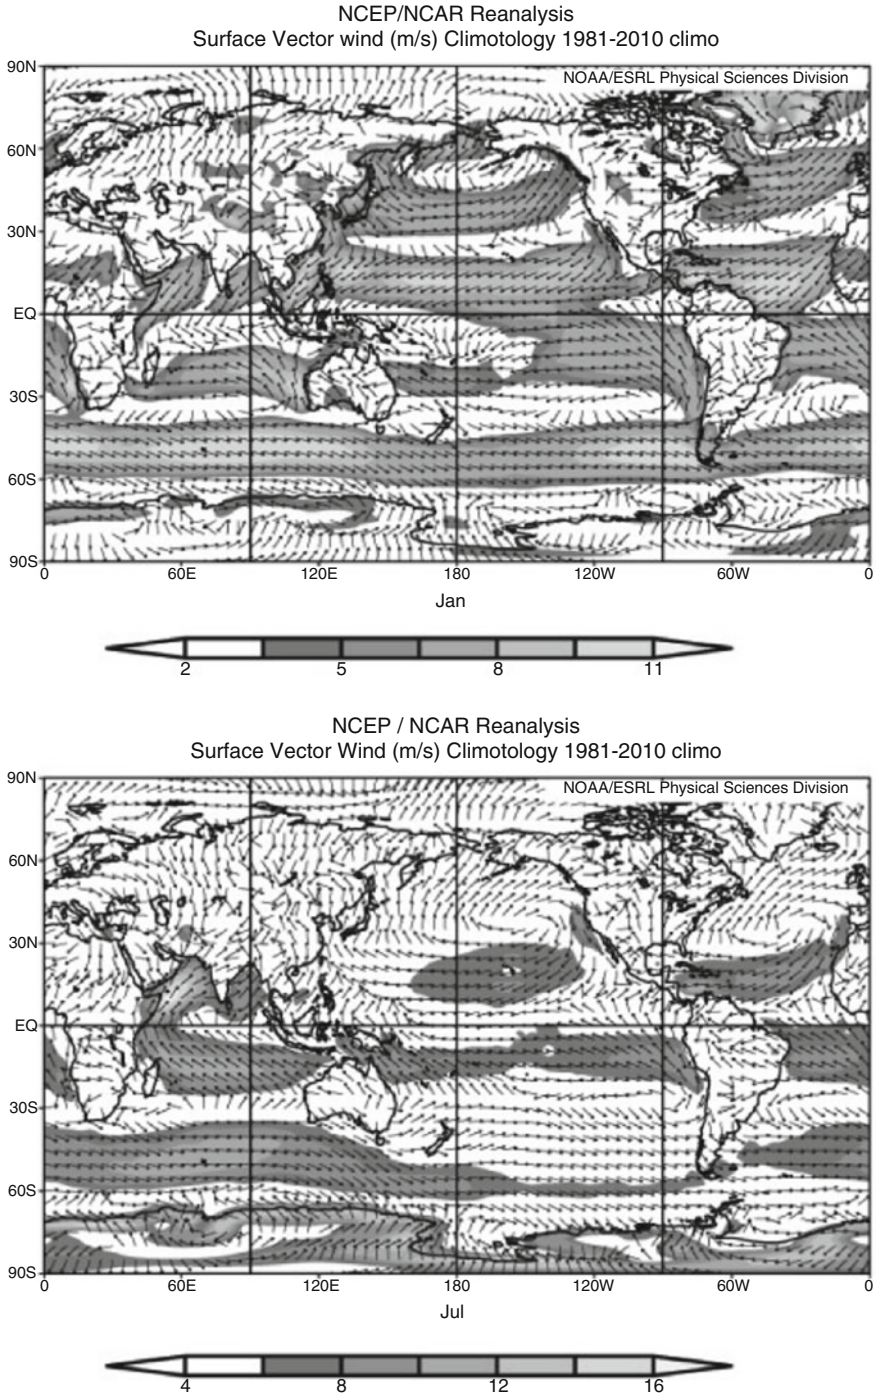 NCEP/NCAR Reanalysis
Surface Vector wind (m/s) Climotology 1981-2010 climo
NOAA/ESRL Physical Sciences Division
90N
60N
30N
EQ
30S
60S
90S
0 60E 120E 180 120W 60W 0
Jan
2 5 8 11
NCEP / NCAR Reanalysis
Surface Vector Wind (m/s) Climotology 1981-2010 climo
NOAA/ESRL Physical Sciences Division
90N
60N
30N
EQ
30S
60S
90S
0 60E 120E 180 120W 60W 0
Jul
4 8 12 16